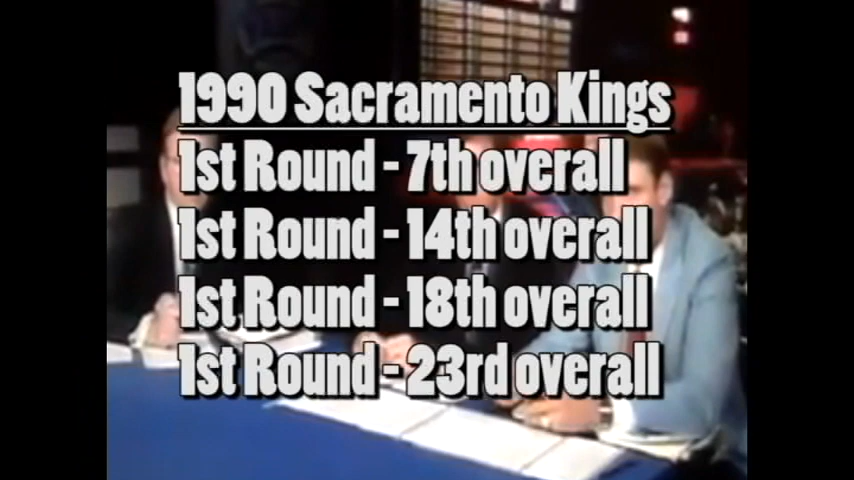 1990 Sacramento Kings
1st Round - 7th overall
1st Round - 14th overall
1st Round - 18th overall
1st Round - 23rd overall